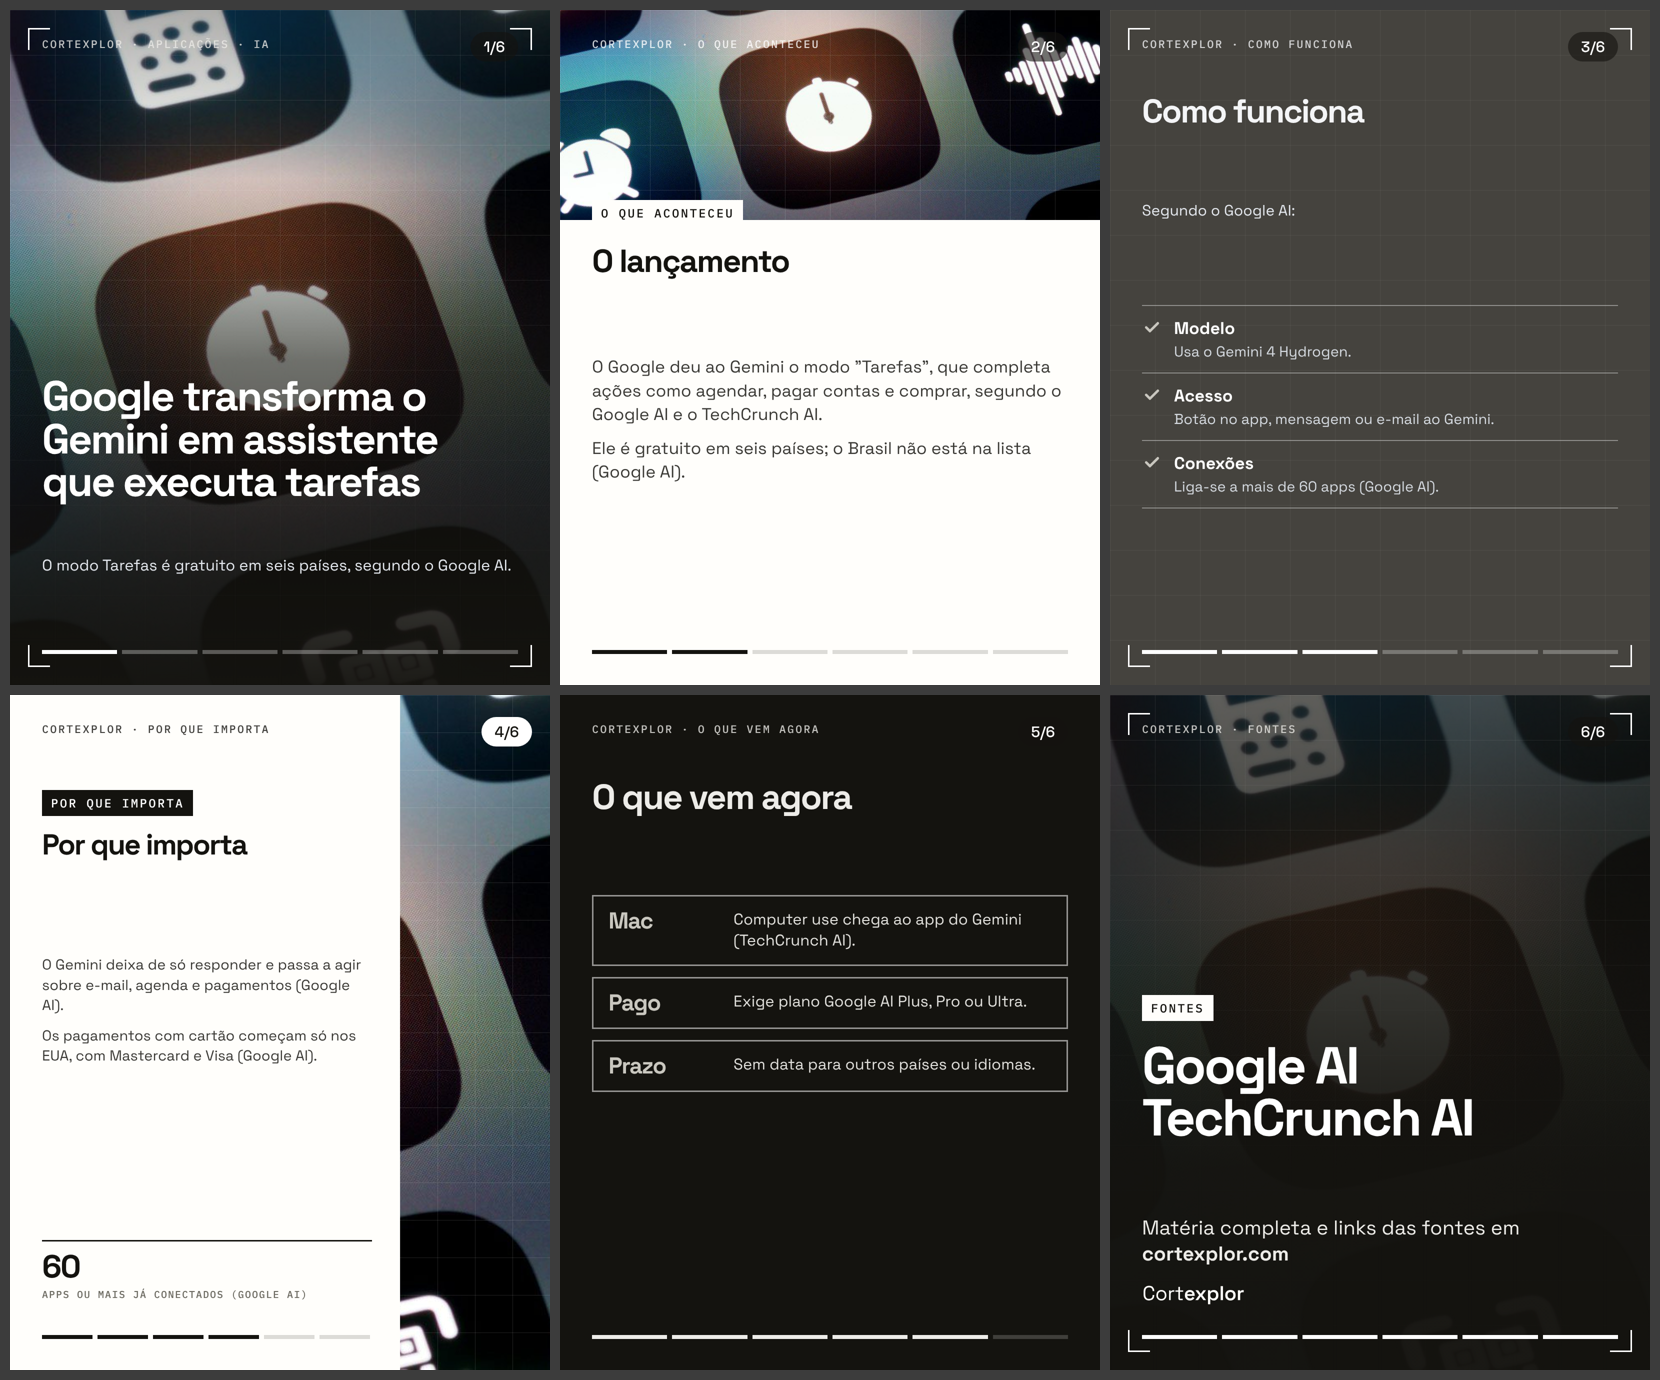 CORTEXPLOR · APLICAÇÕES · IA
1/6
Google transforma o
Gemini em assistente
que executa tarefas
O modo Tarefas é gratuito em seis países, segundo o Google AI.
CORTEXPLOR · O QUE ACONTECEU
2/6
O QUE ACONTECEU
O lançamento
O Google deu ao Gemini o modo ”Tarefas”, que completa
ações como agendar, pagar contas e comprar, segundo o
Google AI e o TechCrunch AI.
Ele é gratuito em seis países; o Brasil não está na lista
(Google AI).
CORTEXPLOR · COMO FUNCIONA
3/6
Como funciona
Segundo o Google AI:
Modelo
Usa o Gemini 4 Hydrogen.
Acesso
Botão no app, mensagem ou e-mail ao Gemini.
Conexões
Liga-se a mais de 60 apps (Google AI).
CORTEXPLOR · POR QUE IMPORTA
4/6
POR QUE IMPORTA
Por que importa
O Gemini deixa de só responder e passa a agir
sobre e-mail, agenda e pagamentos (Google
AI).
Os pagamentos com cartão começam só nos
EUA, com Mastercard e Visa (Google AI).
60
APPS OU MAIS JÁ CONECTADOS (GOOGLE AI)
CORTEXPLOR · O QUE VEM AGORA
5/6
O que vem agora
Mac
Computer use chega ao app do Gemini
(TechCrunch AI).
Pago
Exige plano Google AI Plus, Pro ou Ultra.
Prazo
Sem data para outros países ou idiomas.
CORTEXPLOR · FONTES
6/6
FONTES
Google AI
TechCrunch AI
Matéria completa e links das fontes em
cortexplor.com
Cortexplor